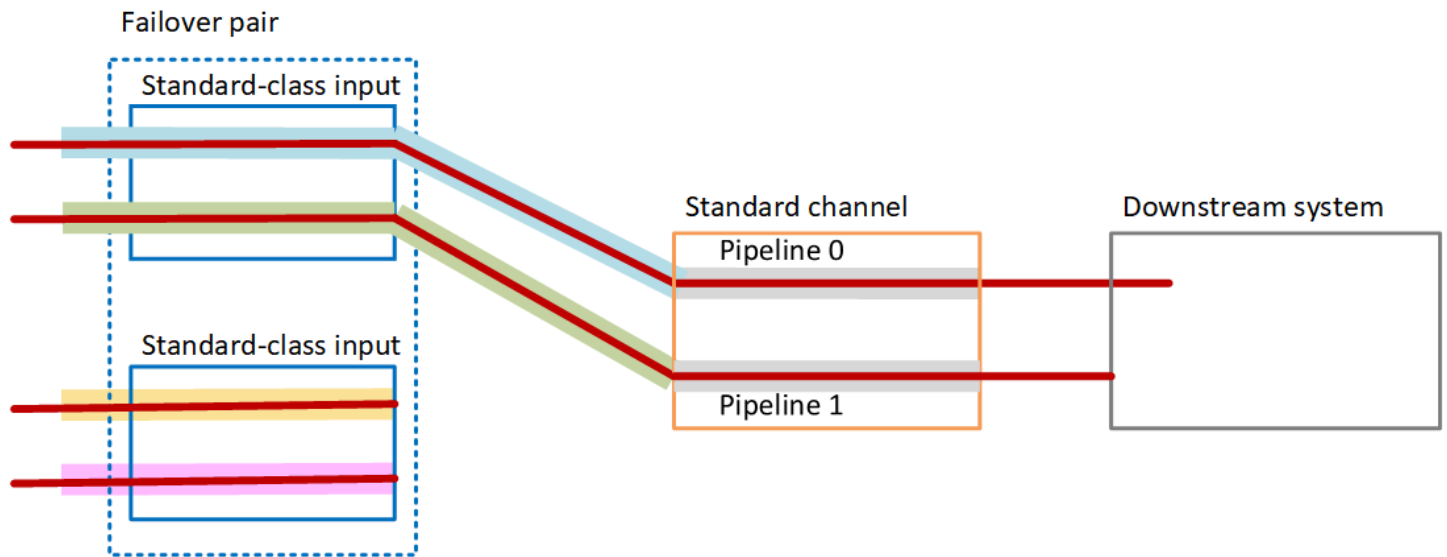 Failover pair
Standard-class input
Standard channel
Downstream system
Pipeline 0
Standard-class input
Pipeline 1